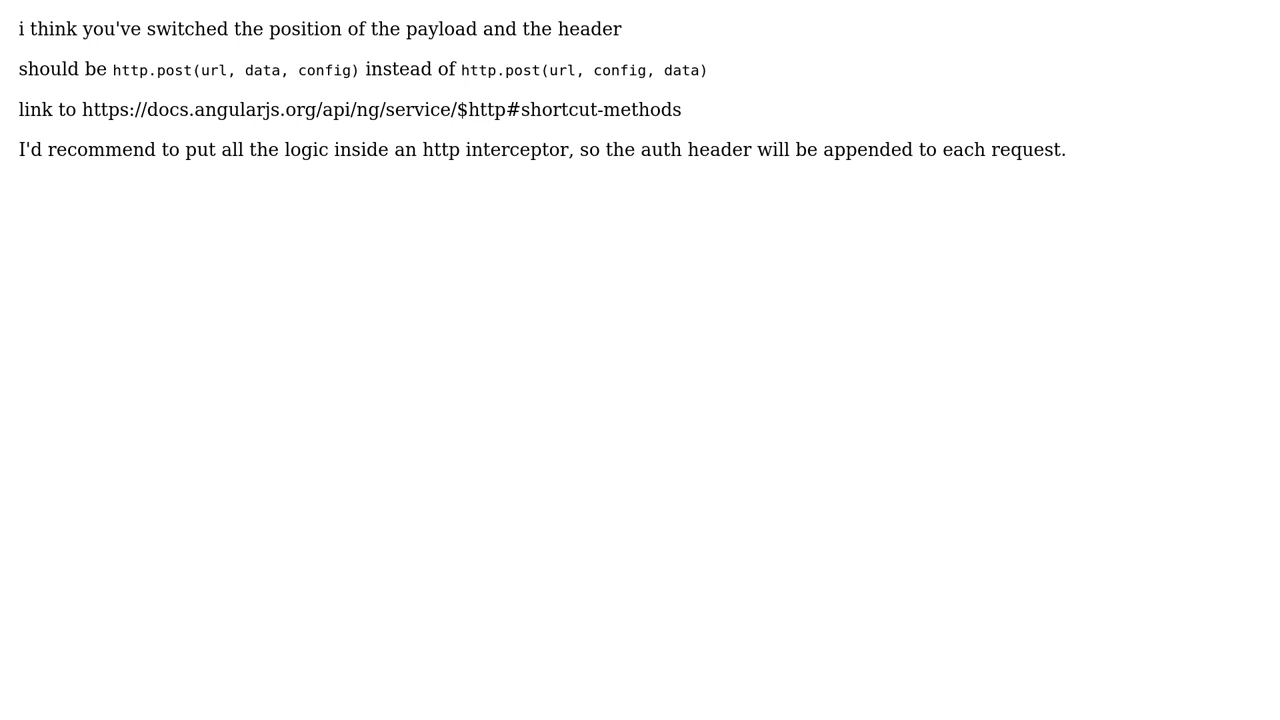 i think you've switched the position of the payload and the header
should be http.post(url, data, config) instead of http.post(url, config, data)
link to https://docs.angularjs.org/api/ng/service/$http#shortcut-methods
I'd recommend to put all the logic inside an http interceptor, so the auth header will be appended to each request.